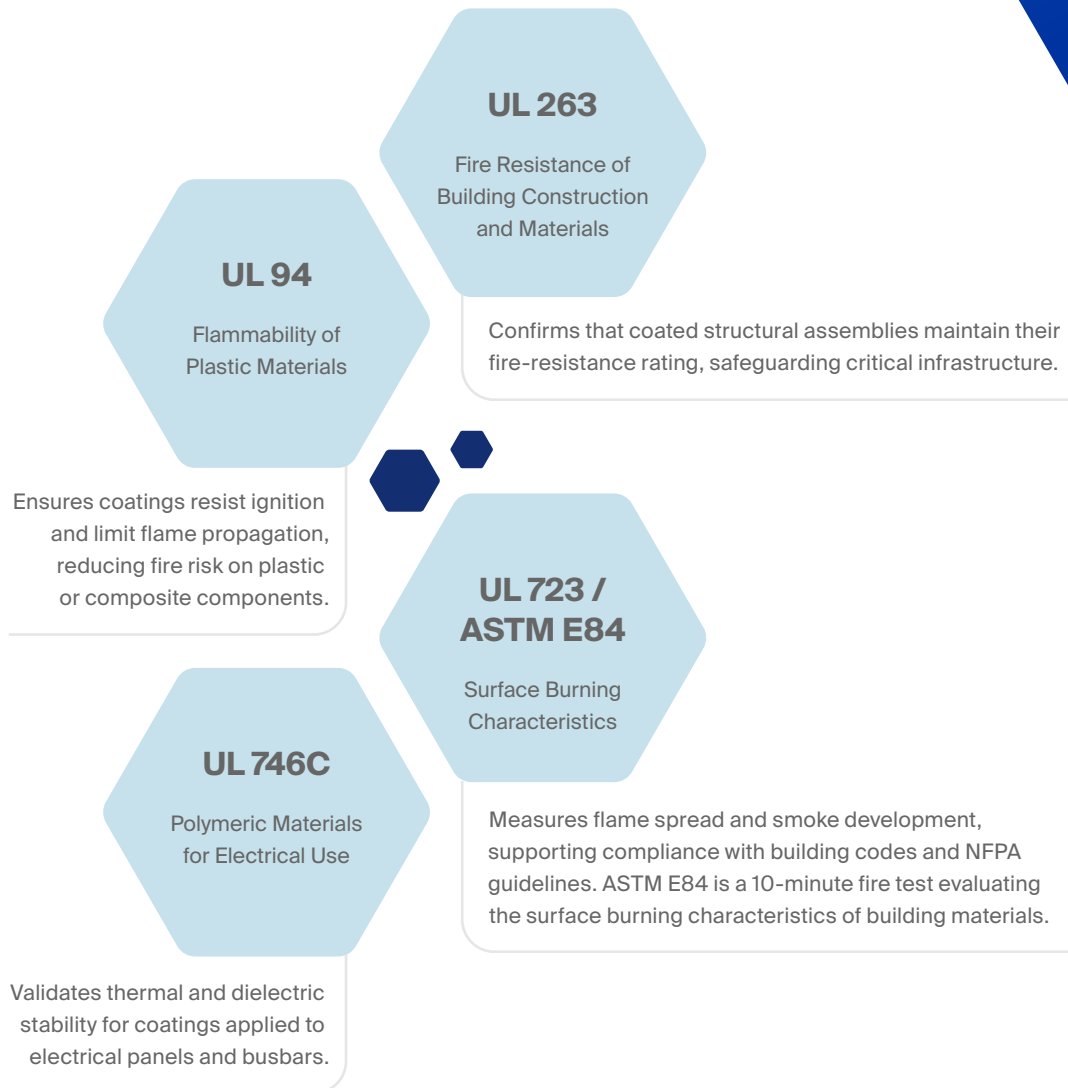 UL 263
Fire Resistance of
Building Construction
and Materials
Confirms that coated structural assemblies maintain their
fire-resistance rating, safeguarding critical infrastructure.
UL 94
Flammability of
Plastic Materials
Ensures coatings resist ignition
and limit flame propagation,
reducing fire risk on plastic
or composite components.
UL 723 /
ASTM E84
Surface Burning
Characteristics
Measures flame spread and smoke development,
supporting compliance with building codes and NFPA
guidelines. ASTM E84 is a 10-minute fire test evaluating
the surface burning characteristics of building materials.
UL 746C
Polymeric Materials
for Electrical Use
Validates thermal and dielectric
stability for coatings applied to
electrical panels and busbars.